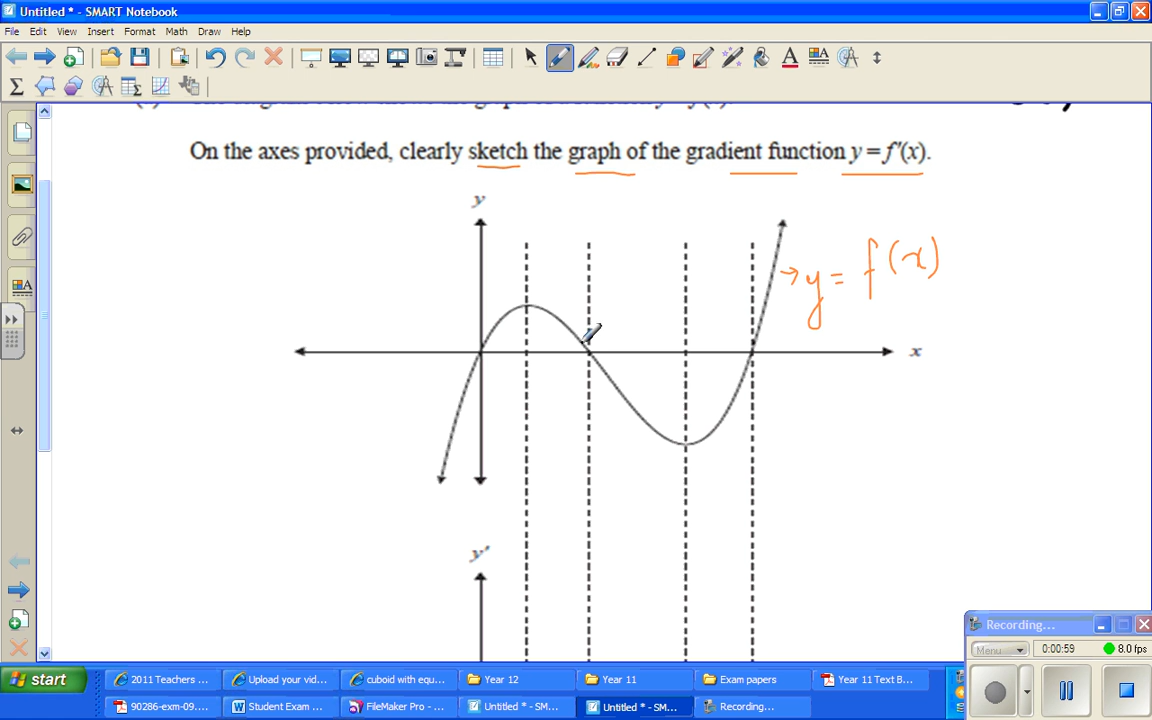 Untitled * - SMART Notebook
File Edit View Insert Format Math Draw Help
On the axes provided, clearly sketch the graph of the gradient function y = f'(x).
y
→ y = f(x)
x
y'
Recording...
Menu
0:00:59
8.0 fps
start
2011 Teachers ...
Upload your vid...
cuboid with equ...
Year 12
Year 11
Exam papers
Year 11 Text B...
90286-exm-09....
Student Exam ...
FileMaker Pro - ...
Untitled * - SM...
Untitled * - SM...
Recording...